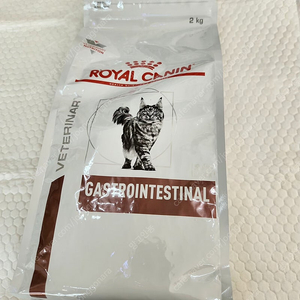 2 kg
ROYAL CANIN
VETERINARY
GASTROINTESTINAL